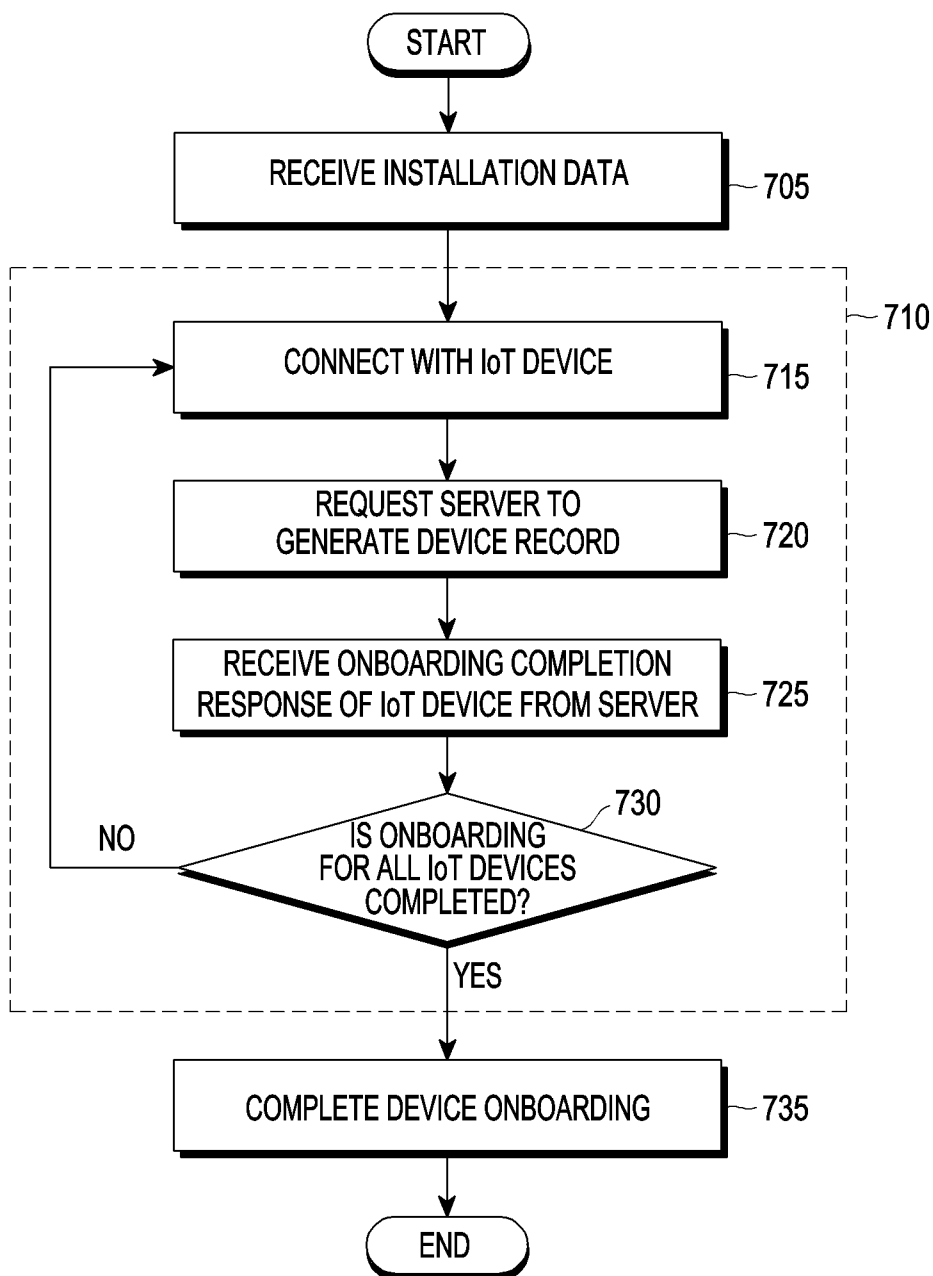 START
RECEIVE INSTALLATION DATA
705
710
CONNECT WITH IoT DEVICE
715
REQUEST SERVER TO
GENERATE DEVICE RECORD
720
RECEIVE ONBOARDING COMPLETION
RESPONSE OF IoT DEVICE FROM SERVER
725
730
NO
IS ONBOARDING
FOR ALL IoT DEVICES
COMPLETED?
YES
COMPLETE DEVICE ONBOARDING
735
END